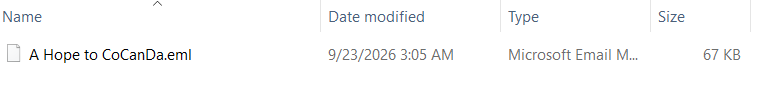 Name Date modified Type Size
A Hope to CoCanDa.eml 9/23/2026 3:05 AM Microsoft Email M... 67 KB